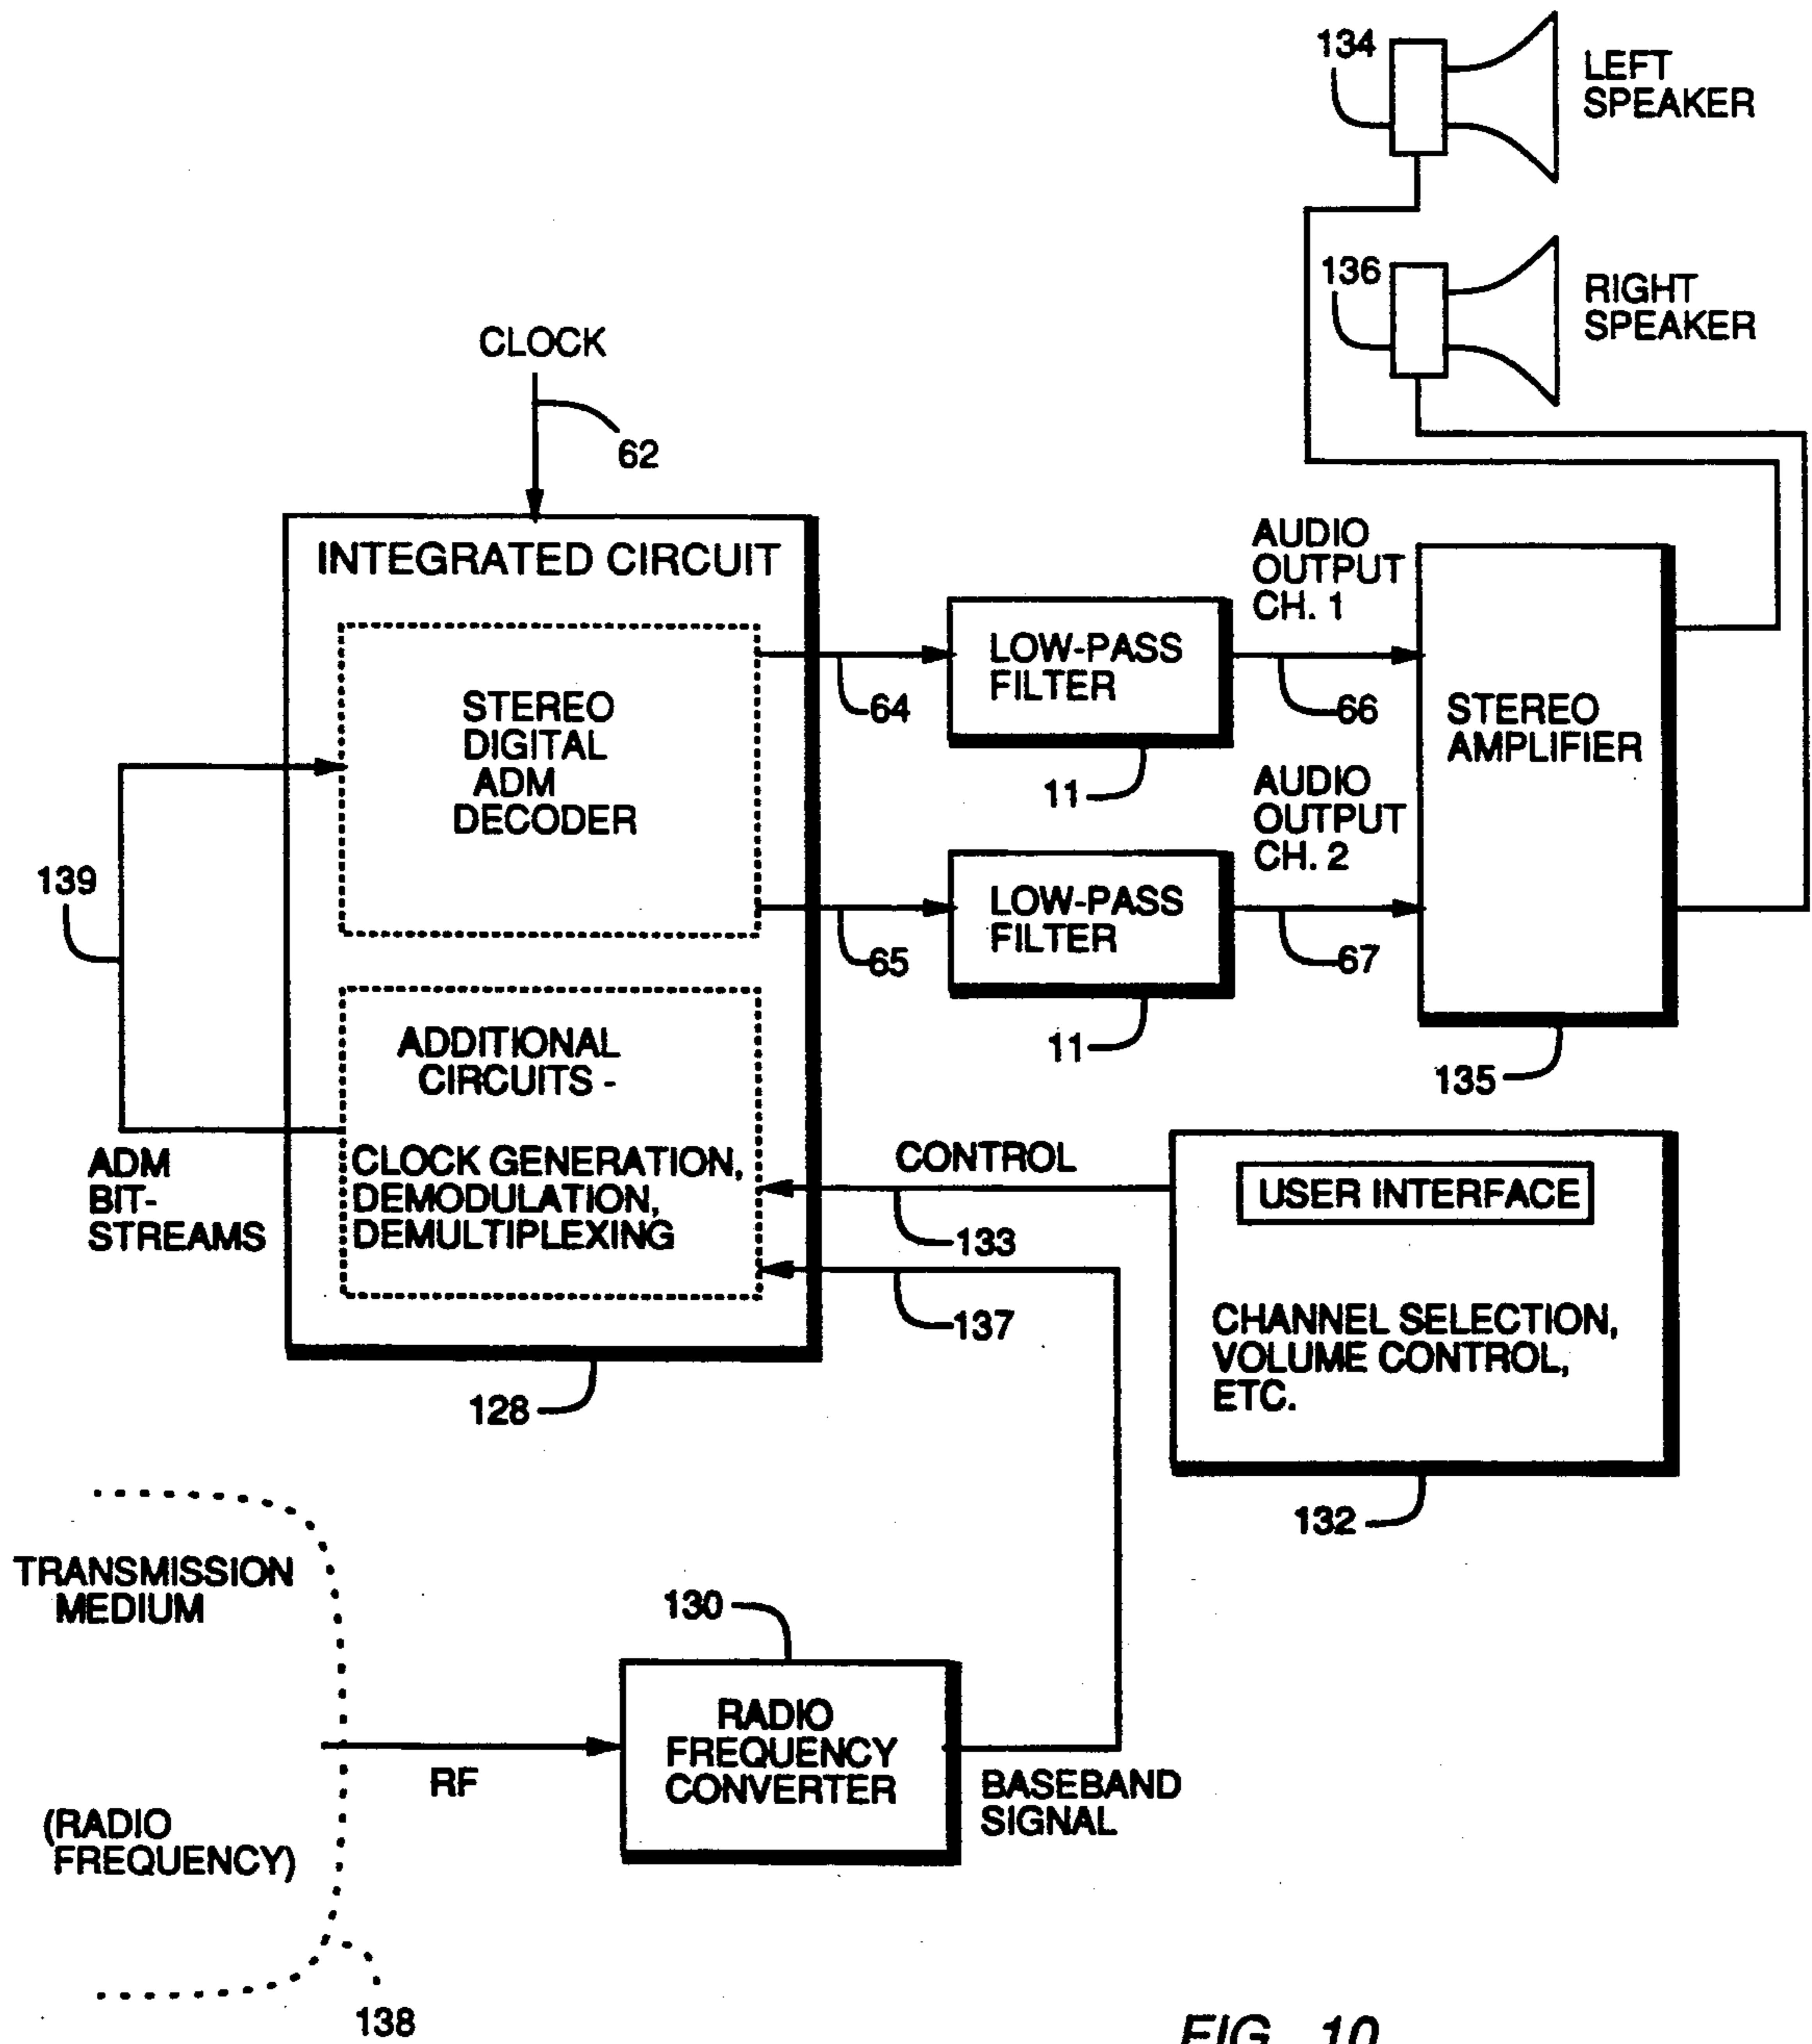 134
LEFT
SPEAKER
136
RIGHT
SPEAKER
CLOCK
62
INTEGRATED CIRCUIT
STEREO
DIGITAL
ADM
DECODER
64
LOW-PASS
FILTER
11
AUDIO
OUTPUT
CH. 1
66
STEREO
AMPLIFIER
139
65
LOW-PASS
FILTER
11
AUDIO
OUTPUT
CH. 2
67
135
ADDITIONAL
CIRCUITS -
CLOCK GENERATION,
DEMODULATION,
DEMULTIPLEXING
ADM
BIT-
STREAMS
CONTROL
133
137
USER INTERFACE
CHANNEL SELECTION,
VOLUME CONTROL,
ETC.
128
132
TRANSMISSION
MEDIUM
(RADIO
FREQUENCY)
138
RF
130
RADIO
FREQUENCY
CONVERTER
BASEBAND
SIGNAL
FIG. 10